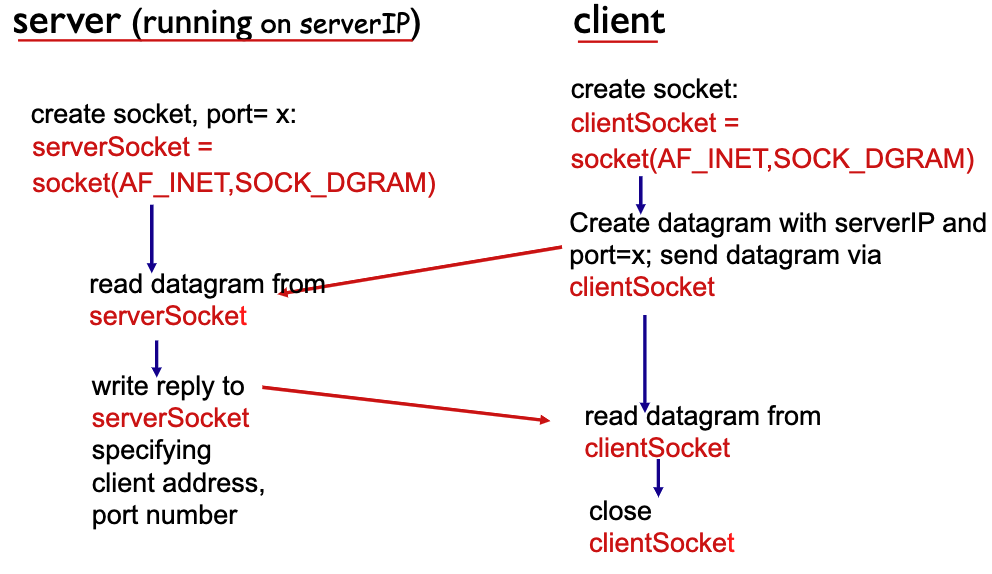 server (running on serverIP)
create socket, port= x:
serverSocket =
socket(AF_INET,SOCK_DGRAM)
read datagram from
serverSocket
write reply to
serverSocket
specifying
client address,
port number
client
create socket:
clientSocket =
socket(AF_INET,SOCK_DGRAM)
Create datagram with serverIP and
port=x; send datagram via
clientSocket
read datagram from
clientSocket
close
clientSocket